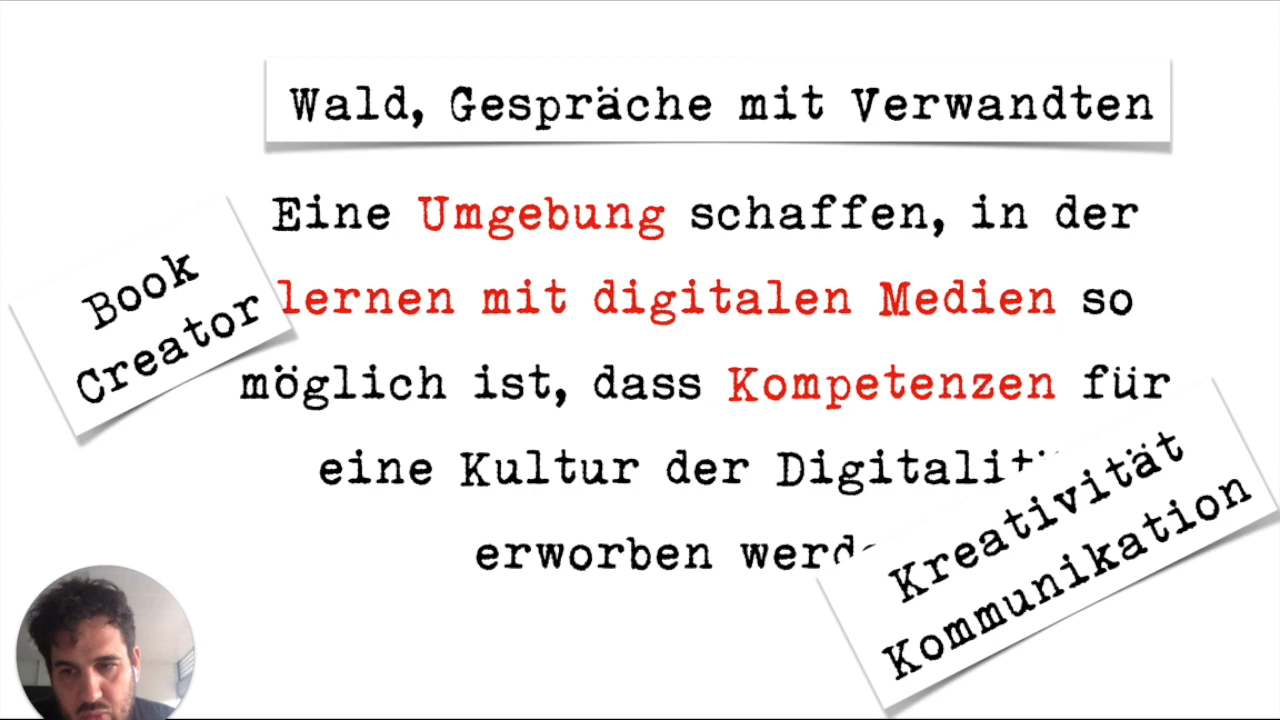 Wald, Gespräche mit Verwandten
Eine Umgebung schaffen, in der
lernen mit digitalen Medien so
möglich ist, dass Kompetenzen für
eine Kultur der
erworben
Book
Creator
Kreativität
Kommunikation